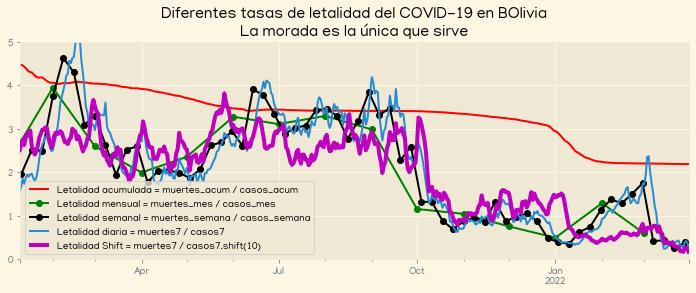 Diferentes tasas de letalidad del COVID-19 en BOlivia
La morada es la única que sirve
5
4
3
2
1
0
Letalidad acumulada = muertes_acum / casos_acum
Letalidad mensual = muertes_mes / casos_mes
Letalidad semanal = muertes_semana / casos_semana
Letalidad diaria = muertes7 / casos7
Letalidad Shift = muertes7 / casos7.shift(10)
Apr
Jul
Oct
Jan
2022